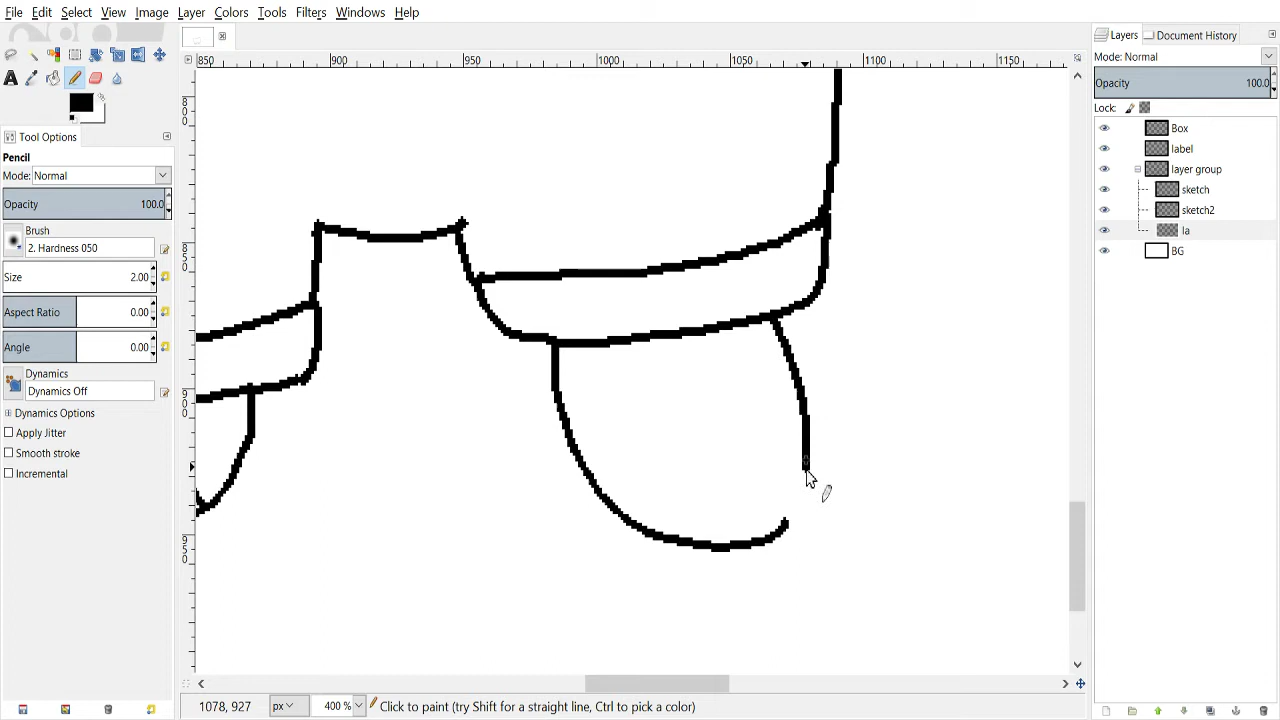 File Edit Select View Image Layer Colors Tools Filters Windows Help
Tool Options
Pencil
Mode: Normal
Opacity 100.0
Brush
2. Hardness 050
Size 2.00
Aspect Ratio 0.00
Angle 0.00
Dynamics
Dynamics Off
Dynamics Options
Apply Jitter
Smooth stroke
Incremental
850 900 950 1000 1050 1100 1150
800
850
900
950
1078, 927 px 400 % Click to paint (try Shift for a straight line, Ctrl to pick a color)
Layers Document History
Mode: Normal
Opacity 100.0
Lock:
Box
label
layer group
sketch
sketch2
la
BG